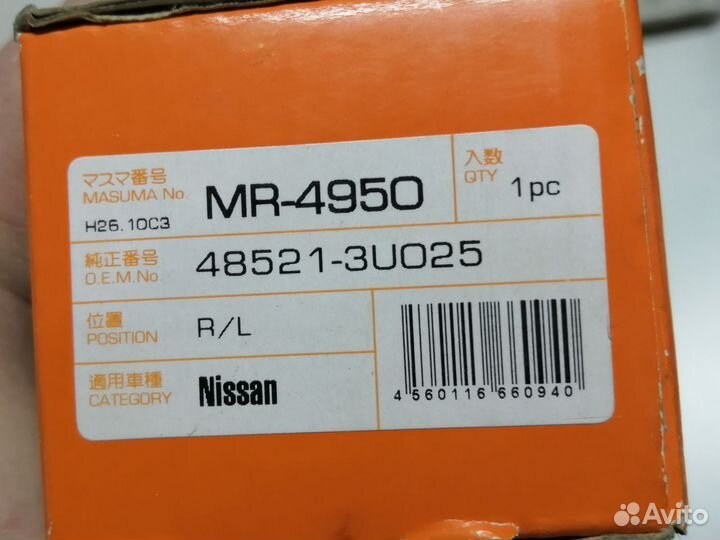 マスマ番号
MASUMA No.
MR-4950
入数
QTY
1pc
H26.10C3
純正番号
O.E.M.No.
48521-3U025
位置
POSITION
R/L
適用車種
CATEGORY
Nissan
4 560116 660940
Avito